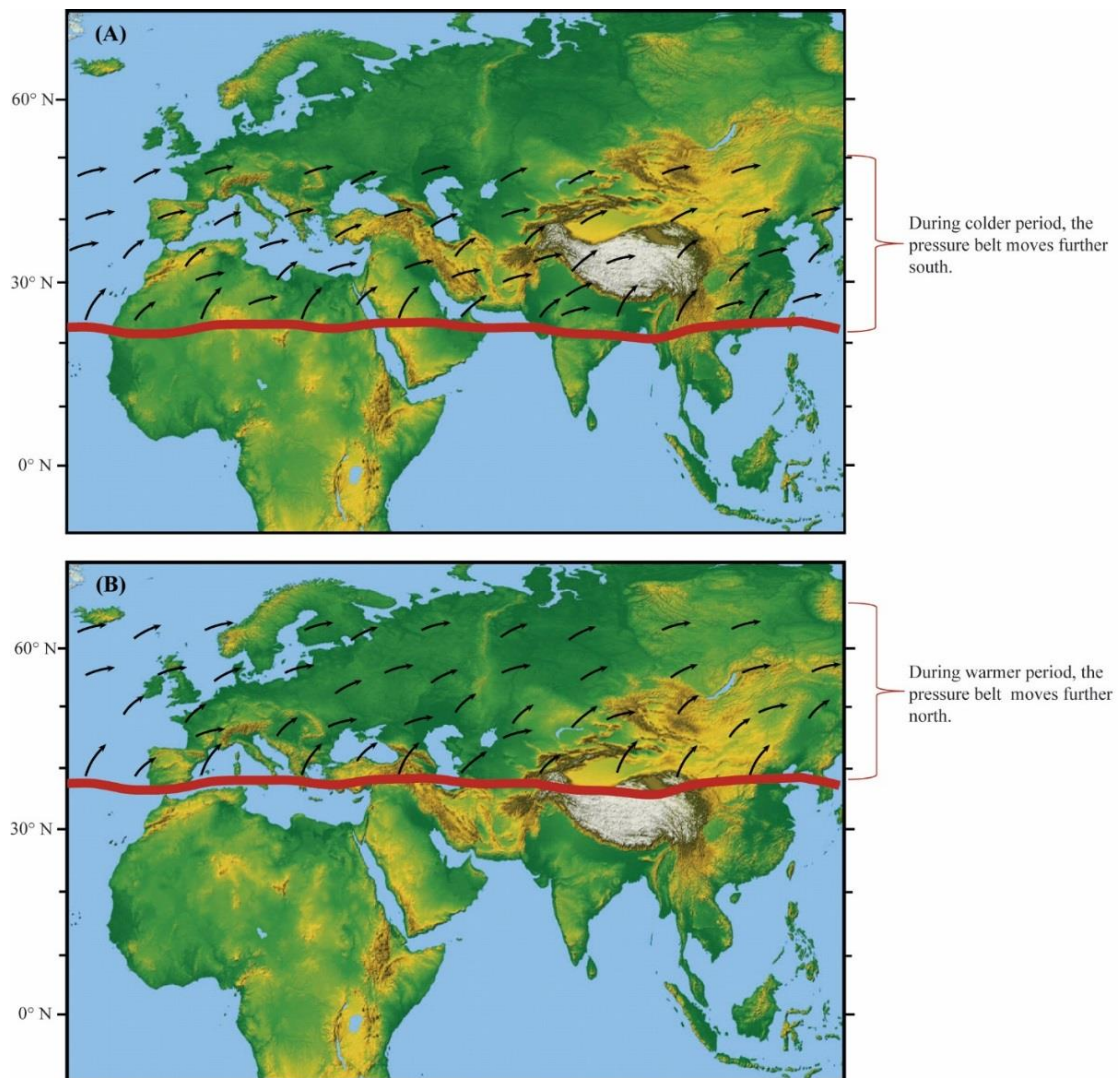 (A)
60° N
30° N
0° N
During colder period, the
pressure belt moves further
south.
(B)
60° N
30° N
0° N
During warmer period, the
pressure belt moves further
north.